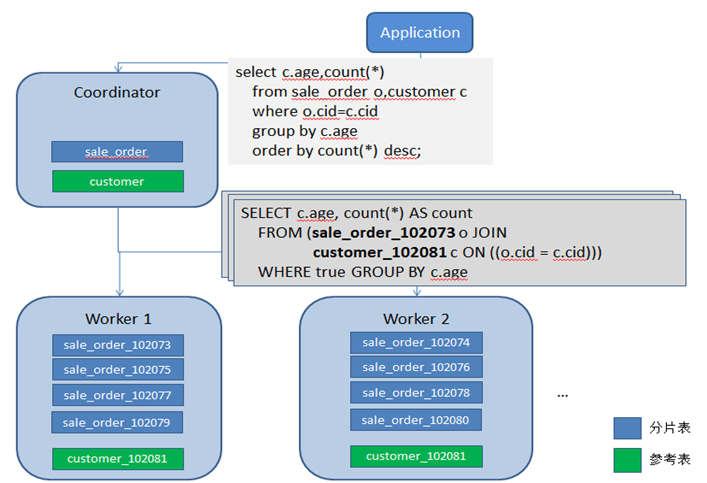 Application
select c.age,count(*)
from sale_order o,customer c
where o.cid=c.cid
group by c.age
order by count(*) desc;
Coordinator
sale_order
customer
SELECT c.age, count(*) AS count
FROM (sale_order_102073 o JOIN
customer_102081 c ON ((o.cid = c.cid)))
WHERE true GROUP BY c.age
Worker 1
sale_order_102073
sale_order_102075
sale_order_102077
sale_order_102079
customer_102081
Worker 2
sale_order_102074
sale_order_102076
sale_order_102078
sale_order_102080
customer_102081
...
分片表
参考表